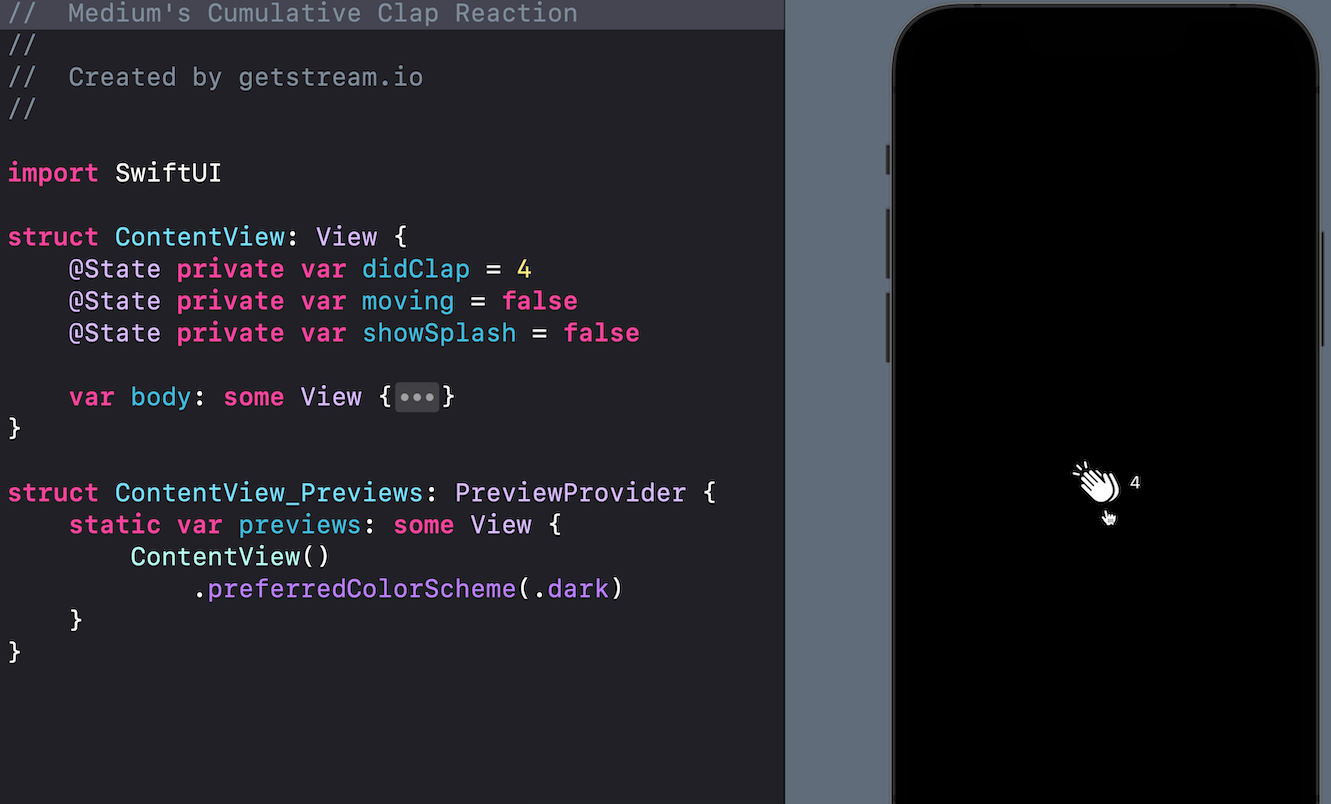 //  Medium's Cumulative Clap Reaction
//
//  Created by getstream.io
//
import SwiftUI
struct ContentView: View {
    @State private var didClap = 4
    @State private var moving = false
    @State private var showSplash = false
    var body: some View {•••}
}
struct ContentView_Previews: PreviewProvider {
    static var previews: some View {
        ContentView()
            .preferredColorScheme(.dark)
    }
}
4